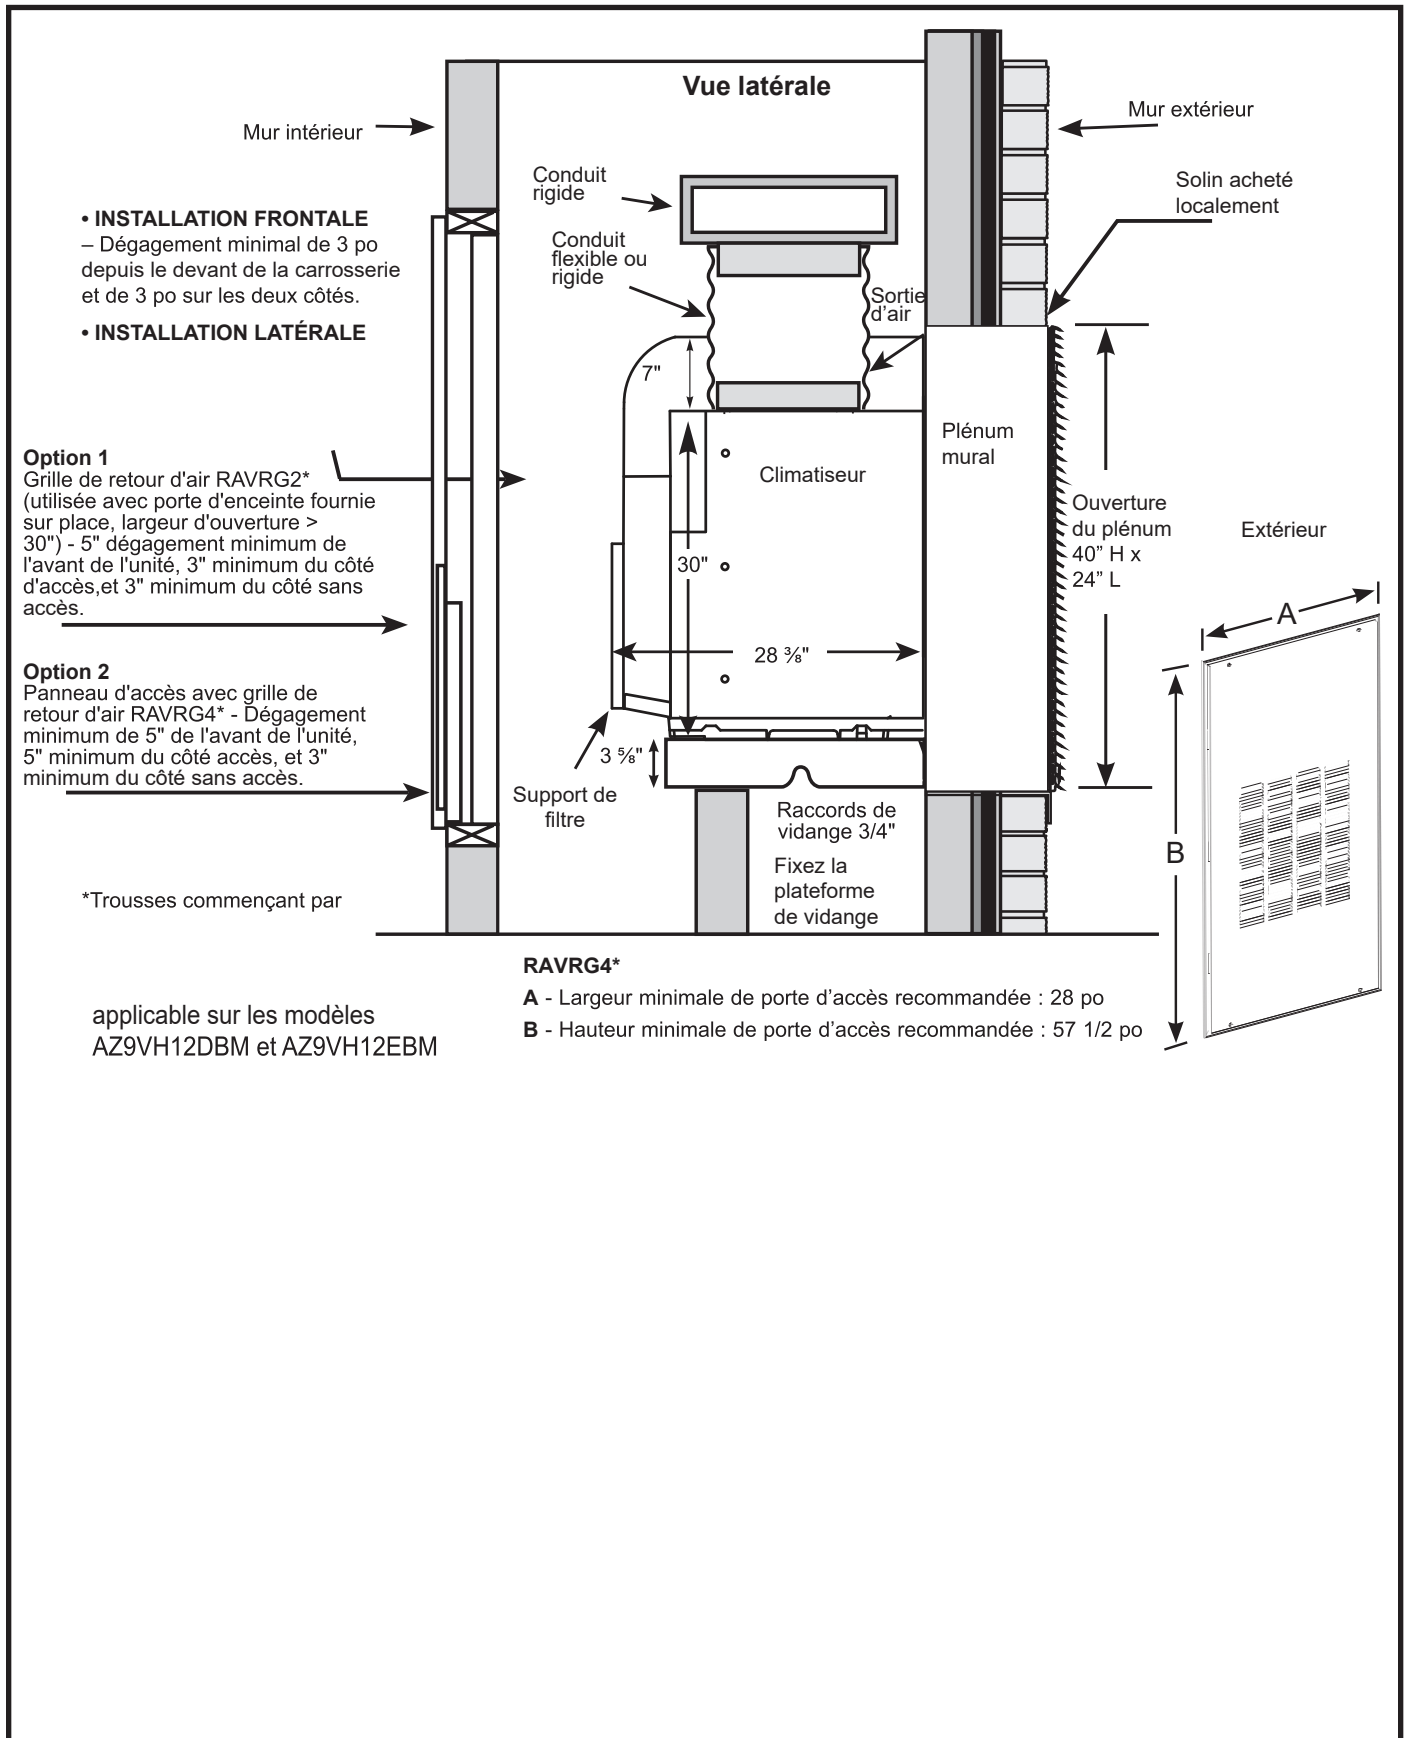 Vue latérale
Mur intérieur
Mur extérieur
Conduit
rigide
Solin acheté
localement
• INSTALLATION FRONTALE
– Dégagement minimal de 3 po
depuis le devant de la carrosserie
et de 3 po sur les deux côtés.
• INSTALLATION LATÉRALE
Conduit
flexible ou
rigide
Sortie
d’air
7"
Plénum
mural
Climatiseur
Option 1
Grille de retour d'air RAVRG2*
(utilisée avec porte d'enceinte fournie
sur place, largeur d'ouverture >
30") - 5" dégagement minimum de
l'avant de l'unité, 3" minimum du côté
d'accès,et 3" minimum du côté sans
accès.
30"
Ouverture
du plénum
40” H x
24” L
Extérieur
A
28 ⅜"
Option 2
Panneau d'accès avec grille de
retour d'air RAVRG4* - Dégagement
minimum de 5" de l'avant de l'unité,
5" minimum du côté accès, et 3"
minimum du côté sans accès.
3 ⅝"
Support de
filtre
Raccords de
vidange 3/4"
Fixez la
plateforme
de vidange
B
*Trousses commençant par
RAVRG4*
A - Largeur minimale de porte d’accès recommandée : 28 po
B - Hauteur minimale de porte d’accès recommandée : 57 1/2 po
applicable sur les modèles
AZ9VH12DBM et AZ9VH12EBM